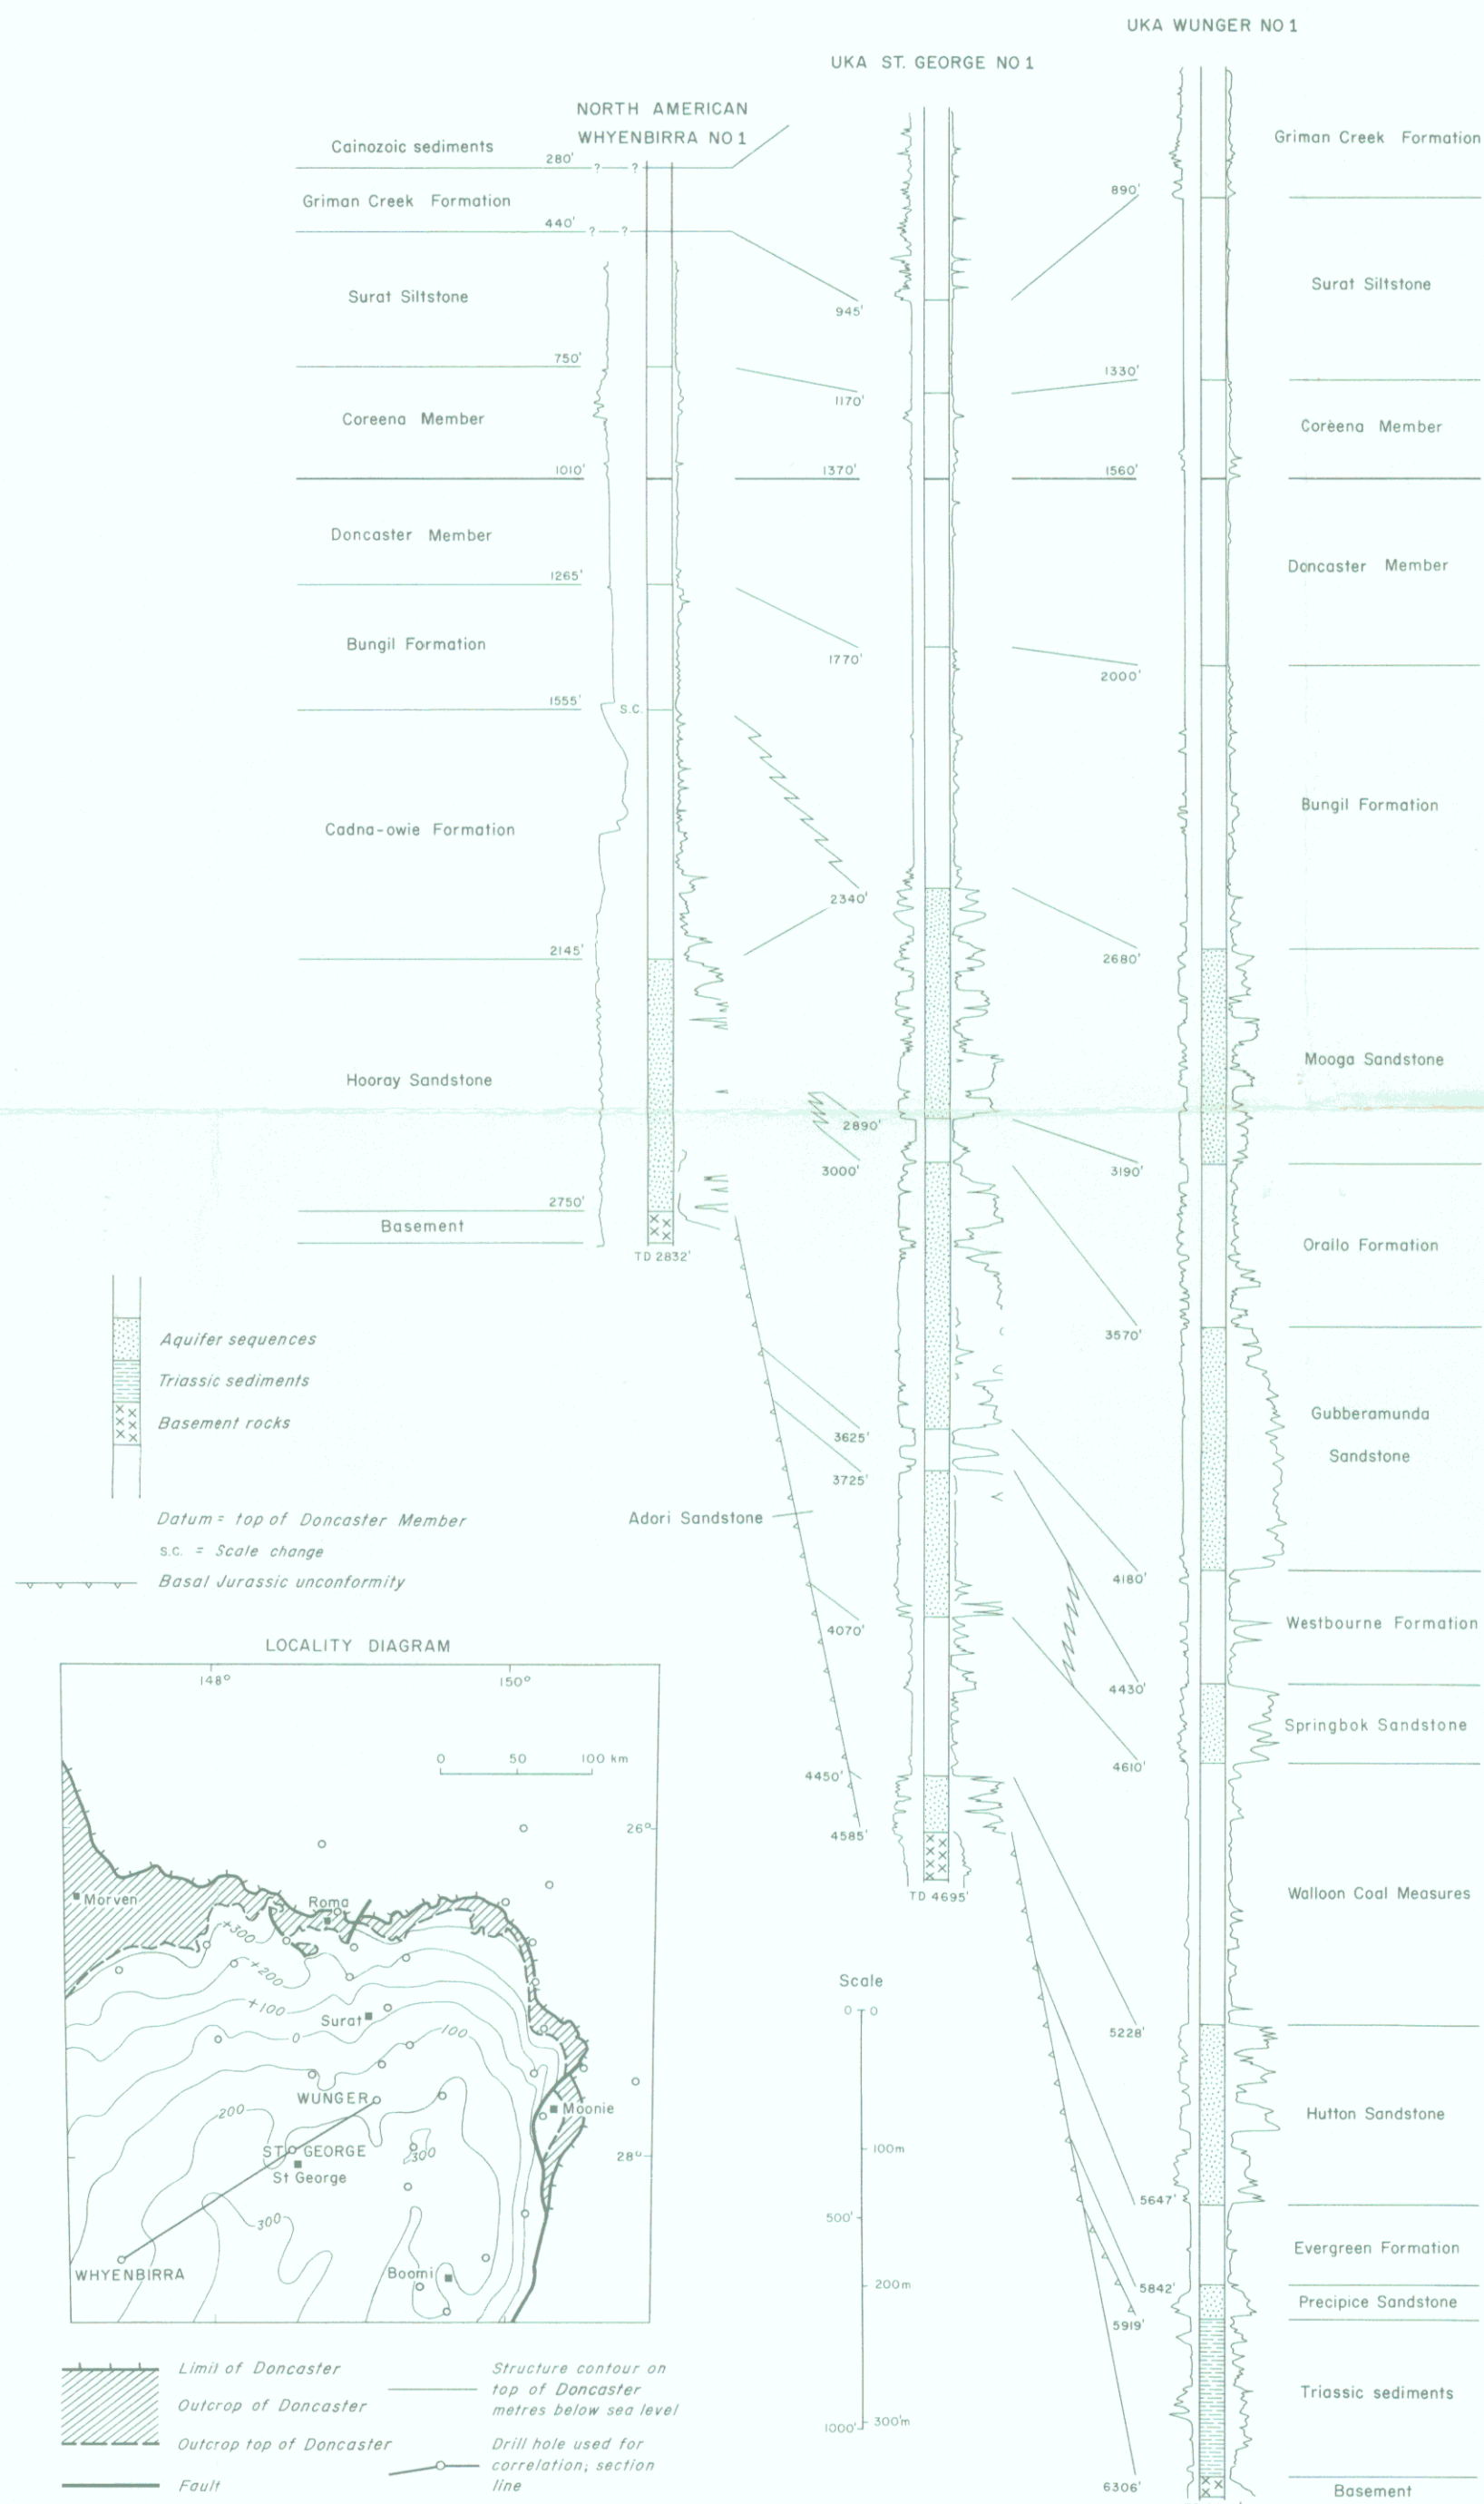 UKA WUNGER NO 1
UKA ST. GEORGE NO 1
NORTH AMERICAN
WHYENBIRRA NO 1
Cainozoic sediments
280'
? ?
Griman Creek Formation
440'
? ?
Surat Siltstone
750'
Coreena Member
1010'
Doncaster Member
1265'
Bungil Formation
1555'
S.C.
Cadna-owie Formation
2145'
Hooray Sandstone
2750'
Basement
TD 2832'
945'
1170'
1370'
1770'
2340'
2890'
3000'
3625'
3725'
Adori Sandstone
4070'
4450'
4585'
TD 4695'
890'
1330'
1560'
2000'
2680'
3190'
3570'
4180'
4430'
4610'
5228'
5647'
5842'
5919'
6306'
Griman Creek Formation
Surat Siltstone
Coreena Member
Doncaster Member
Bungil Formation
Mooga Sandstone
Orallo Formation
Gubberamunda
Sandstone
Westbourne Formation
Springbok Sandstone
Walloon Coal Measures
Hutton Sandstone
Evergreen Formation
Precipice Sandstone
Triassic sediments
Basement
Aquifer sequences
Triassic sediments
Basement rocks
Datum = top of Doncaster Member
S.C. = Scale change
Basal Jurassic unconformity
LOCALITY DIAGRAM
148° 150°
0 50 100 km
26°
Morven
Roma
+300
+200
+100
Surat
0
100
WUNGER
200
Moonie
ST GEORGE
300
28°
St George
300
WHYENBIRRA
Boomi
Scale
0 0
100m
500'
200m
1000' 300m
Limit of Doncaster
Outcrop of Doncaster
Outcrop top of Doncaster
Fault
Structure contour on
top of Doncaster
metres below sea level
Drill hole used for
correlation; section
line